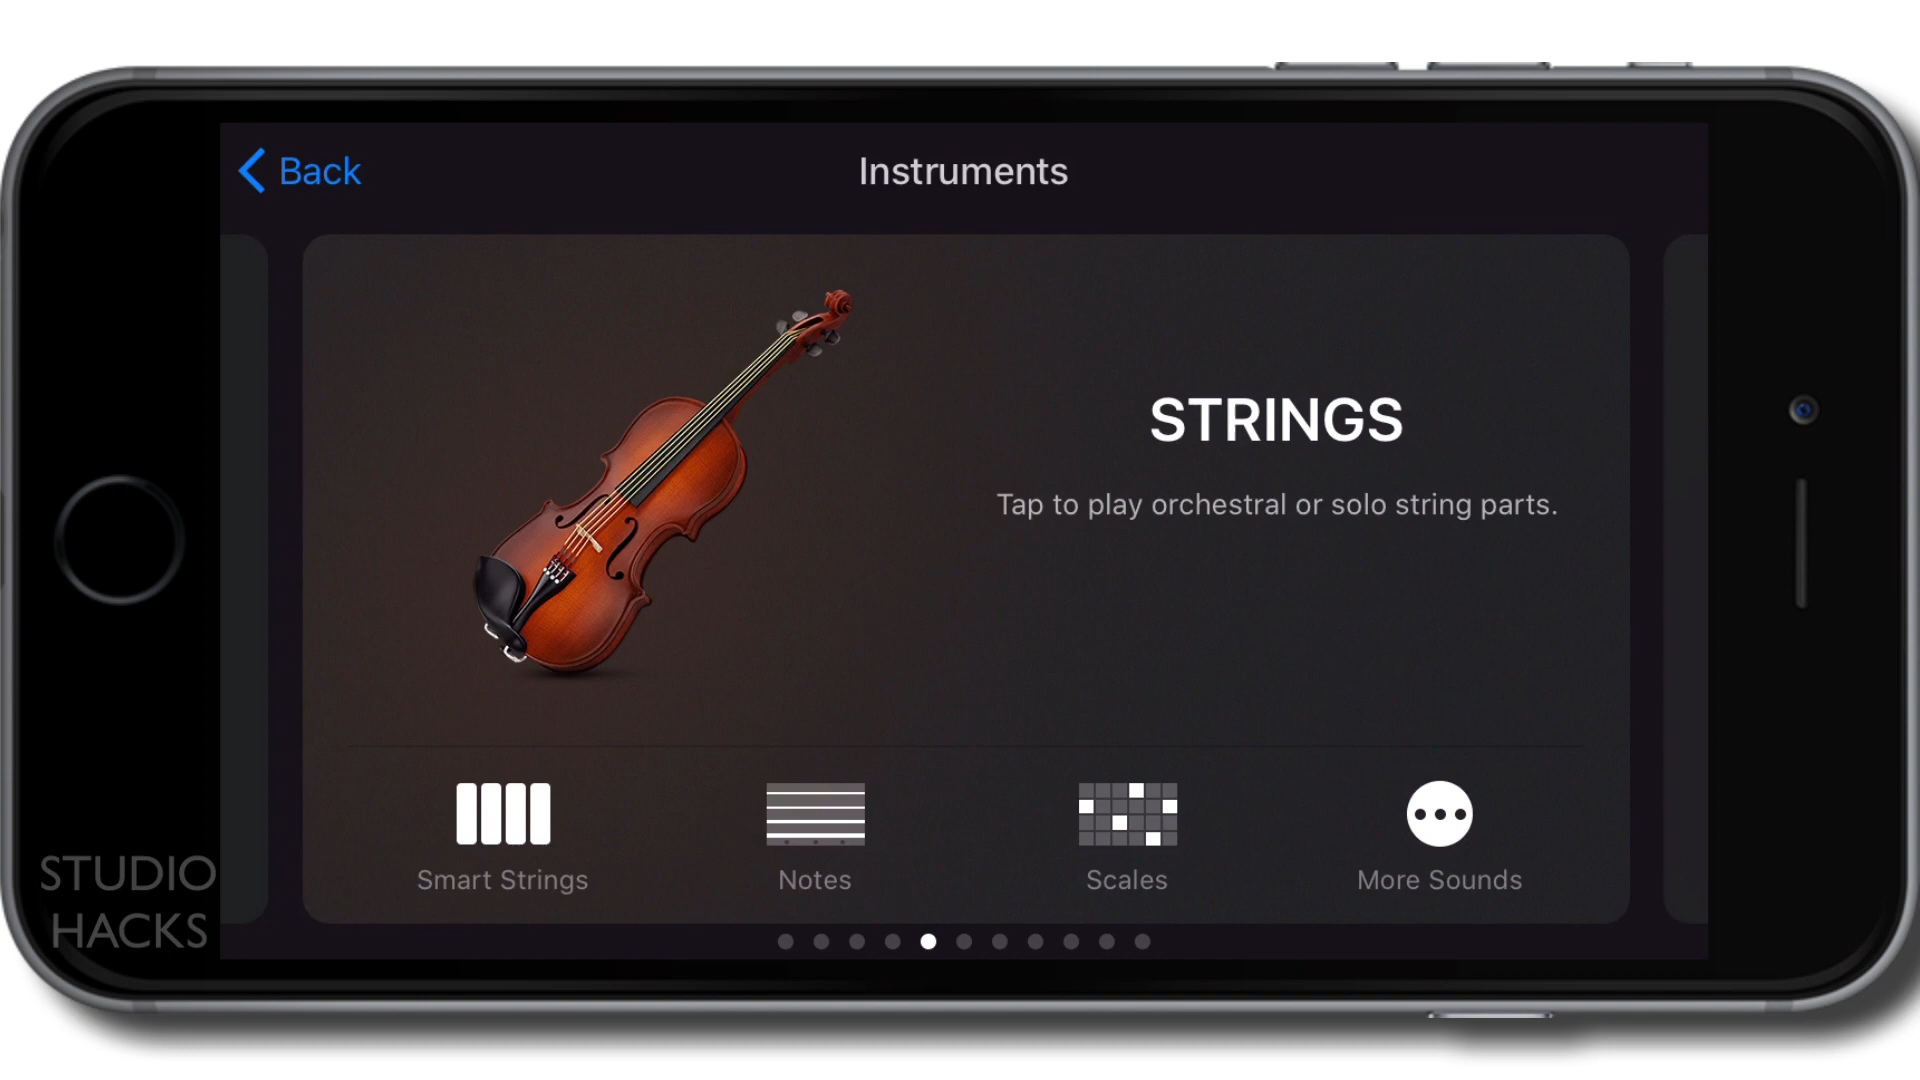 Back
Instruments
STRINGS
Tap to play orchestral or solo string parts.
Smart Strings
Notes
Scales
More Sounds
STUDIO
HACKS